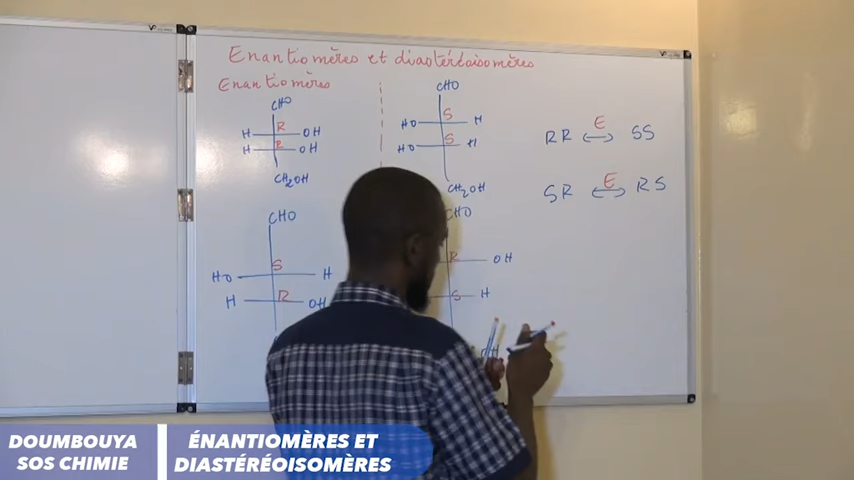 Enantiomères et diastéréoisomères
Enantiomères
CHO
H R OH
H R OH
CH2OH
CHO
HO S H
HO S H
CH2OH
RR E SS
SR E RS
CHO
HO S H
H R OH
CHO
R OH
S H
DOUMBOUYA
SOS CHIMIE
ÉNANTIOMÈRES ET
DIASTÉRÉOISOMÈRES